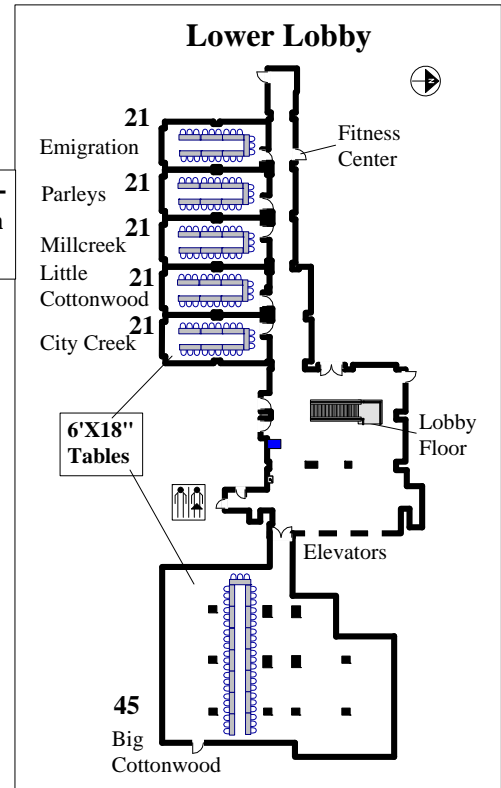 Lower Lobby
N
21
Emigration
Fitness
Center
21
Parleys
21
Millcreek
21
Little
Cottonwood
21
City Creek
6'X18"
Tables
Lobby
Floor
Elevators
45
Big
Cottonwood